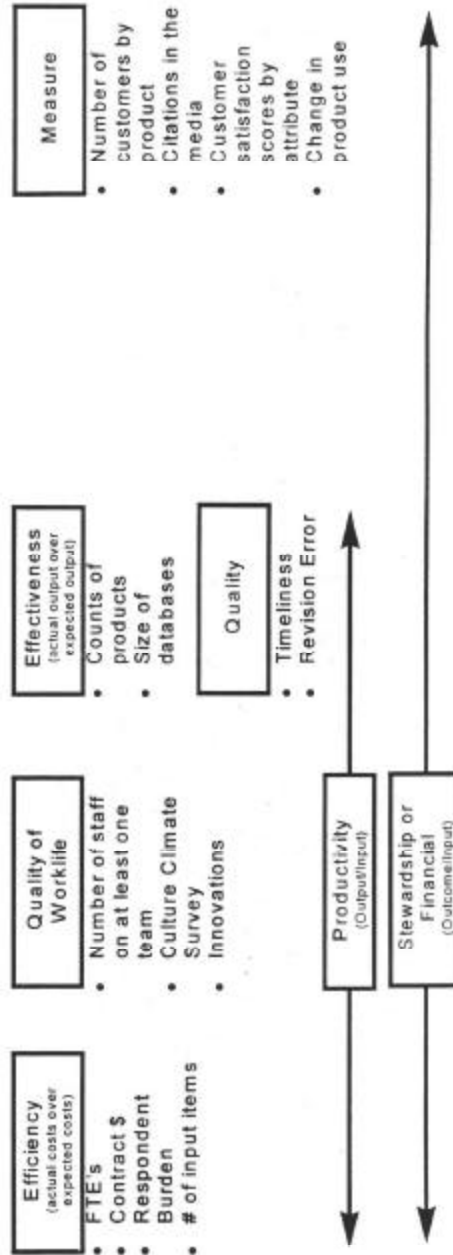 Efficiency
(actual costs over
expected costs)
• FTE's
• Contract $
• Respondent
Burden
• # of input items
Quality of
Worklife
• Number of staff
on at least one
team
• Culture Climate
Survey
• Innovations
Effectiveness
(actual output over
expected output)
• Counts of
products
• Size of
databases
Quality
• Timeliness
• Revision Error
Measure
• Number of
customers by
product
• Citations in the
media
• Customer
satisfaction
scores by
attribute
• Change in
product use
Productivity
(Output/Input)
Stewardship or
Financial
(Outcome/Input)